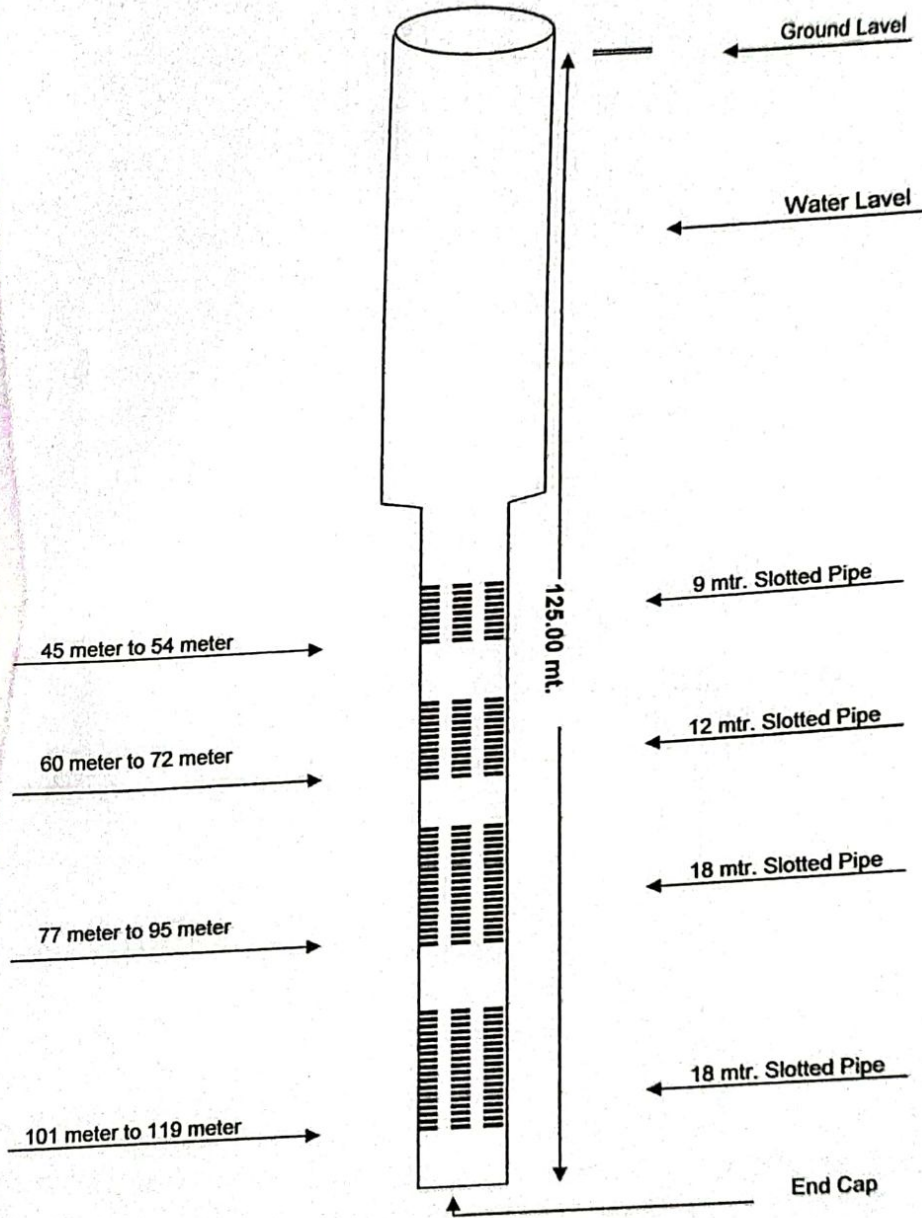 Ground Lavel
Water Lavel
9 mtr. Slotted Pipe
45 meter to 54 meter
125.00 mt.
12 mtr. Slotted Pipe
60 meter to 72 meter
18 mtr. Slotted Pipe
77 meter to 95 meter
18 mtr. Slotted Pipe
101 meter to 119 meter
End Cap